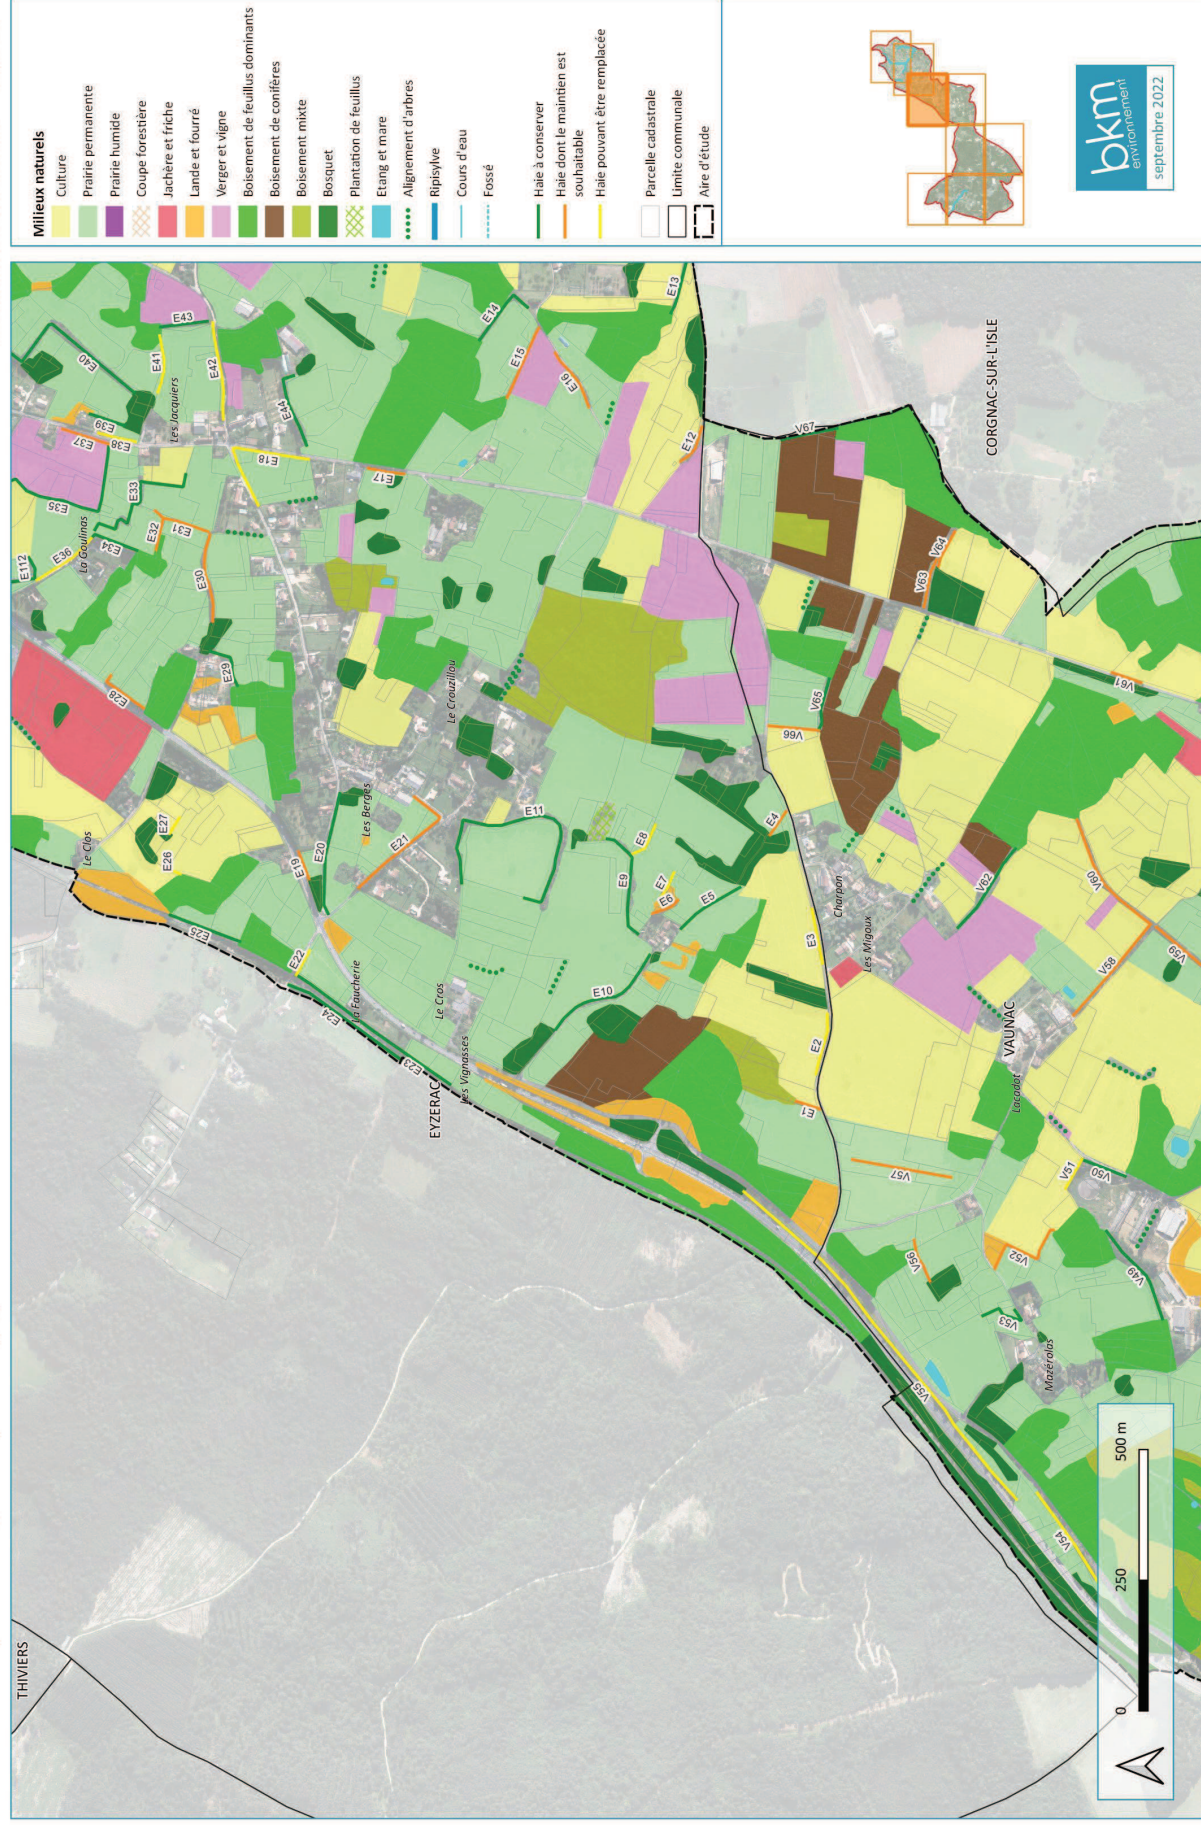 Milieux naturels
Culture
Prairie permanente
Prairie humide
Coupe forestière
Jachère et friche
Lande et fourré
Verger et vigne
Boisement de feuillus dominants
Boisement de conifères
Boisement mixte
Bosquet
Plantation de feuillus
Etang et mare
Alignement d'arbres
Ripisylve
Cours d'eau
Fossé
Haie à conserver
Haie dont le maintien est
souhaitable
Haie pouvant être remplacée
Parcelle cadastrale
Limite communale
Aire d'étude
bkm
environnement
septembre 2022
THIVIERS
EYZERAC
VAUNAC
CORGNAC-SUR-L'ISLE
Le Clos
La Goulinas
Les Jacquiers
Les Berges
Le Crouzillou
La Faucherie
Le Cros
Les Vignasses
Charpon
Les Migoux
Lacadot
Mazérolas
E112
E36
E35
E37
E39
E38
E40
E41
E43
E42
E44
E33
E34
E32
E31
E30
E29
E28
E27
E26
E25
E24
E23
E22
E21
E20
E19
E18
E17
E16
E15
E14
E13
E12
E11
E10
E9
E8
E7
E6
E5
E4
E3
E2
E1
V67
V66
V65
V64
V63
V62
V61
V60
V59
V58
V57
V56
V55
V54
V53
V52
V51
V50
V49
0
250
500 m